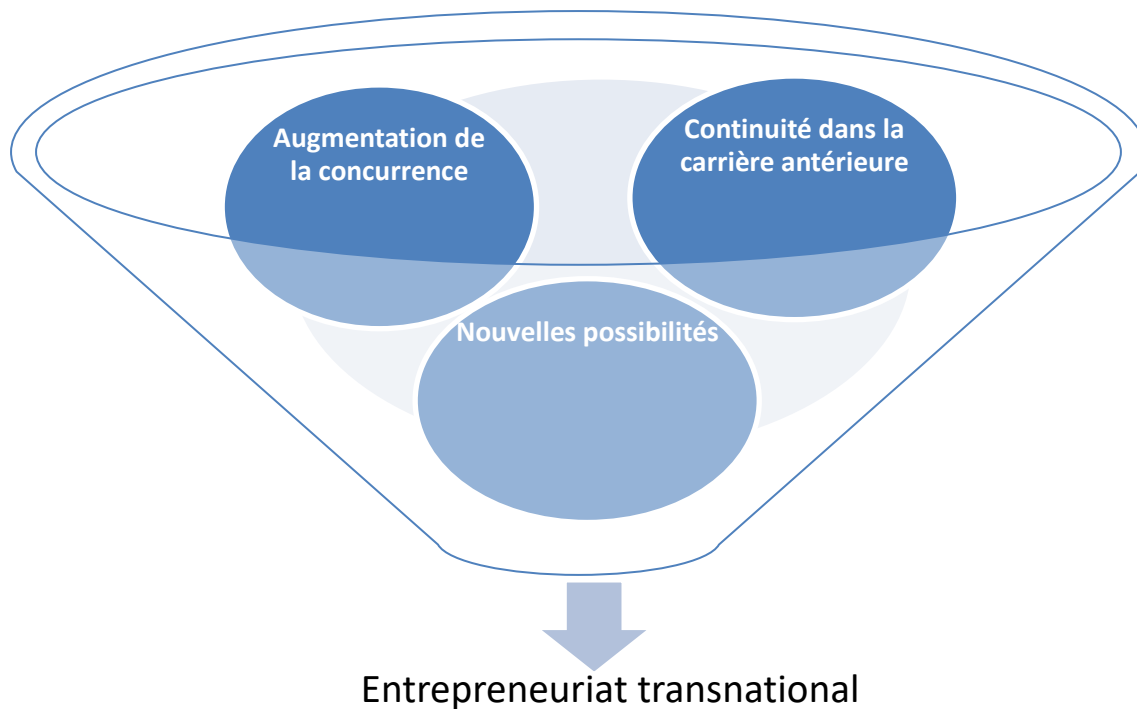 Augmentation de
la concurrence
Continuité dans la
carrière antérieure
Nouvelles possibilités
Entrepreneuriat transnational